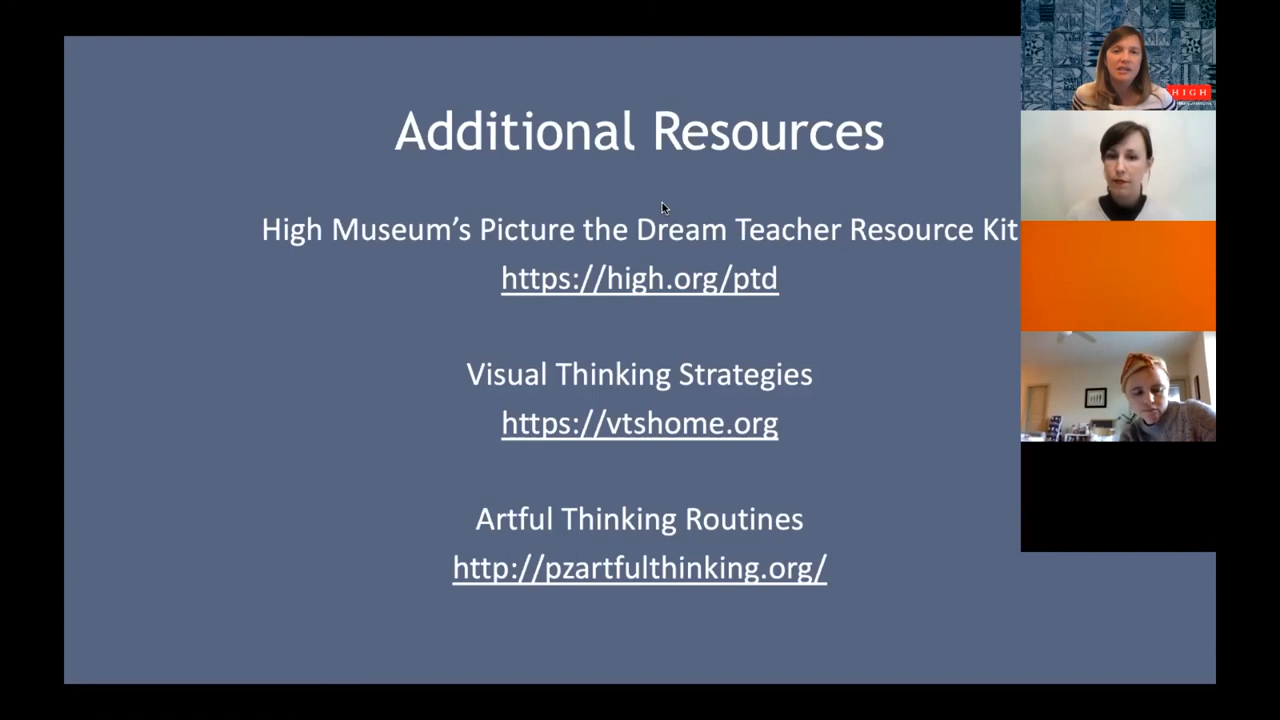 Additional Resources
High Museum’s Picture the Dream Teacher Resource Kit
https://high.org/ptd
Visual Thinking Strategies
https://vtshome.org
Artful Thinking Routines
http://pzartfulthinking.org/
HIGH